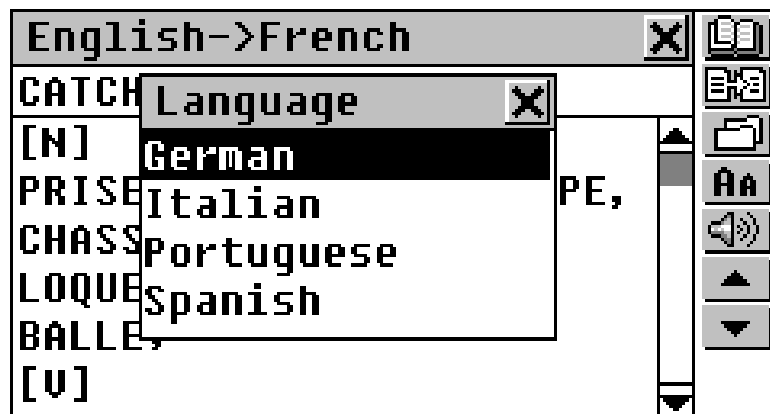 English->French
CATCH
Language
[N]
German
PRISE PE,
Italian
CHASS
Portuguese
LOQUE
Spanish
BALLE,
[V]
AA